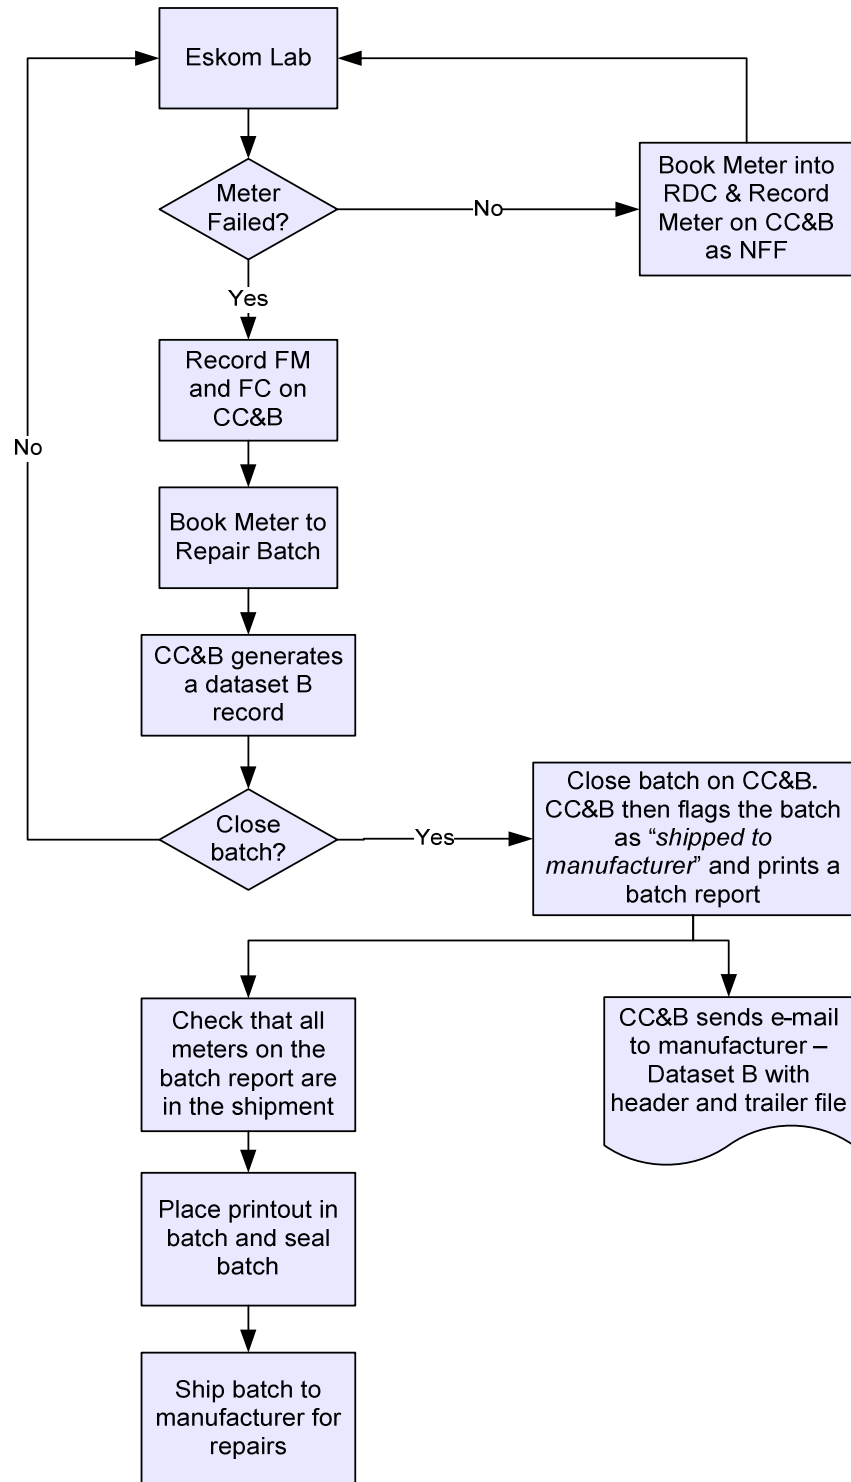 Eskom Lab
Meter
Failed?
No
Book Meter into
RDC & Record
Meter on CC&B
as NFF
Yes
Record FM
and FC on
CC&B
No
Book Meter to
Repair Batch
CC&B generates
a dataset B
record
Close
batch?
Yes
Close batch on CC&B.
CC&B then flags the batch
as “shipped to
manufacturer” and prints a
batch report
Check that all
meters on the
batch report are
in the shipment
CC&B sends e-mail
to manufacturer –
Dataset B with
header and trailer file
Place printout in
batch and seal
batch
Ship batch to
manufacturer for
repairs